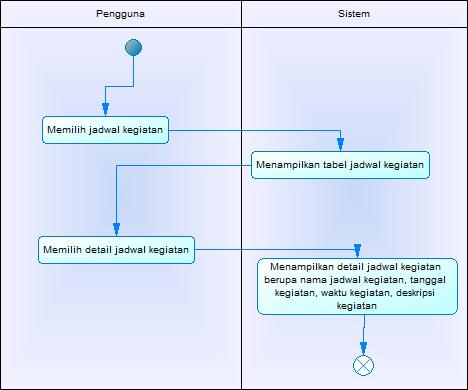 Pengguna
Sistem
Memilih jadwal kegiatan
Menampilkan tabel jadwal kegiatan
Memilih detail jadwal kegiatan
Menampilkan detail jadwal kegiatan
berupa nama jadwal kegiatan, tanggal
kegiatan, waktu kegiatan, deskripsi
kegiatan